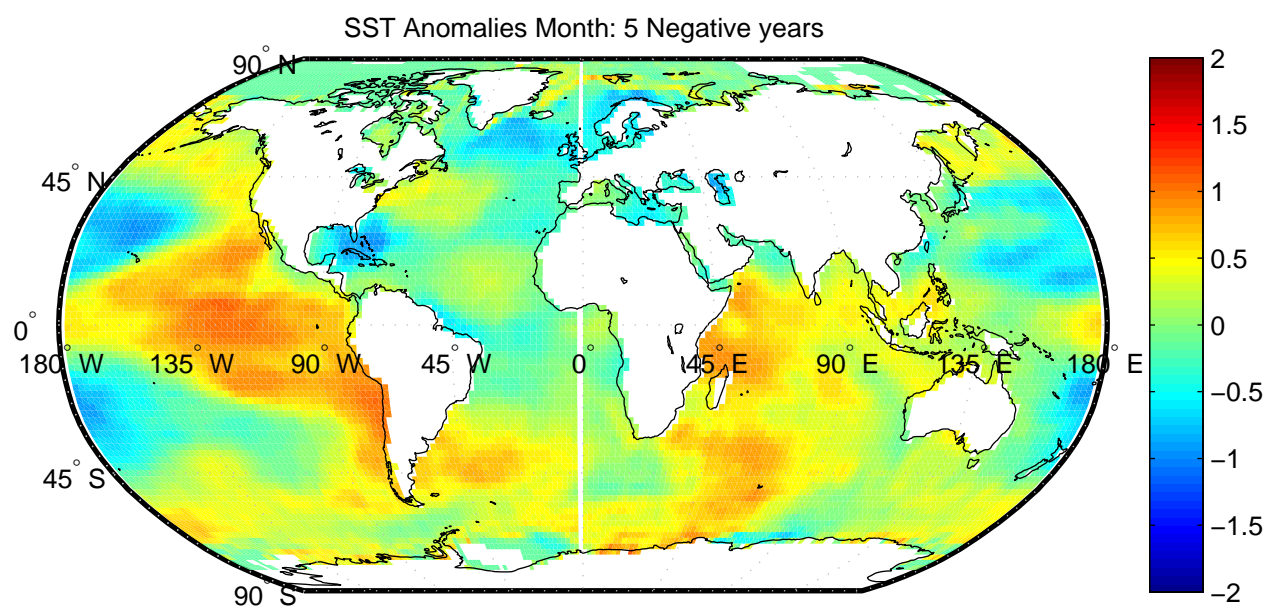 SST Anomalies Month: 5 Negative years
90° N
45° N
0°
180° W 135° W 90° W 45° W 0° 45° E 90° E 135° E 180° E
45° S
90° S
2
1.5
1
0.5
0
−0.5
−1
−1.5
−2